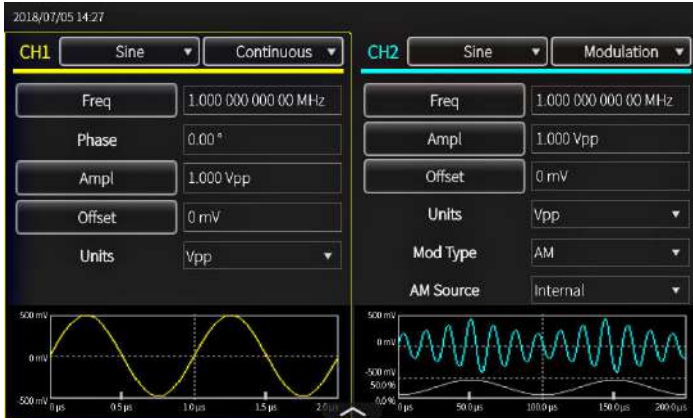 2018/07/05 14:27
CH1 Sine Continuous
Freq 1.000 000 000 00 MHz
Phase 0.00 °
Ampl 1.000 Vpp
Offset 0 mV
Units Vpp
500 mV
0 mV
-500 mV
0 µs 0.5 µs 1.0 µs 1.5 µs 2.0 µs
CH2 Sine Modulation
Freq 1.000 000 000 00 MHz
Ampl 1.000 Vpp
Offset 0 mV
Units Vpp
Mod Type AM
AM Source Internal
500 mV
0 mV
-500 mV
50.0 %
0.0 %
0 µs 50.0 µs 100.0 µs 150.0 µs 200.0 µs